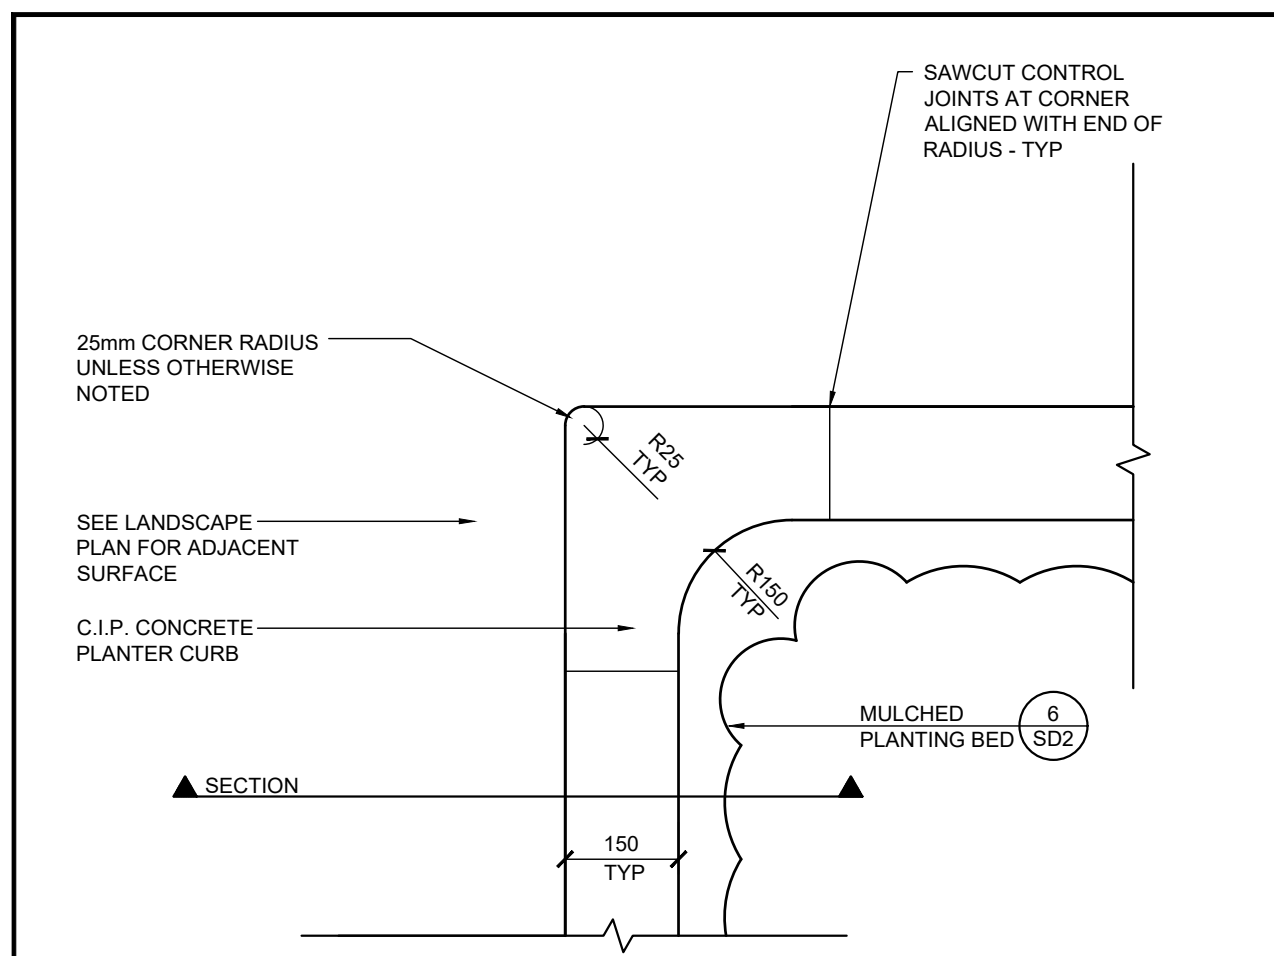 SAWCUT CONTROL
JOINTS AT CORNER
ALIGNED WITH END OF
RADIUS - TYP
25mm CORNER RADIUS
UNLESS OTHERWISE
NOTED
R25
TYP
SEE LANDSCAPE
PLAN FOR ADJACENT
SURFACE
R150
TYP
C.I.P. CONCRETE
PLANTER CURB
MULCHED
PLANTING BED
6
SD2
SECTION
150
TYP